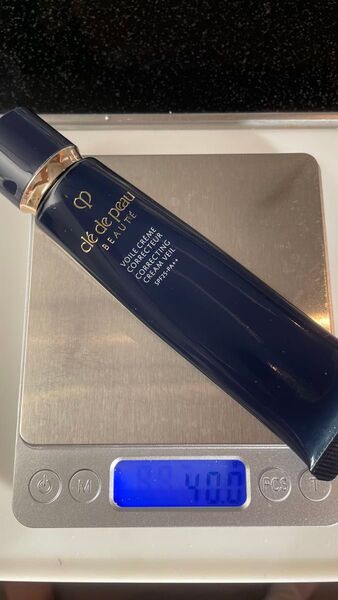 clé de peau
BEAUTÉ
VOILE CRÈME
CORRECTEUR
CORRECTING
CREAM VEIL
SPF25·PA++
40.0
M
PCS
T